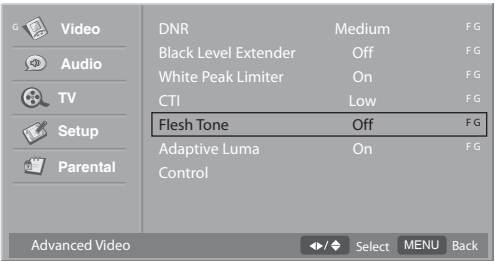 G Video
Audio
TV
Setup
Parental
DNR Medium F G
Black Level Extender Off F G
White Peak Limiter On F G
CTI Low F G
Flesh Tone Off F G
Adaptive Luma On F G
Control
Advanced Video / Select MENU Back